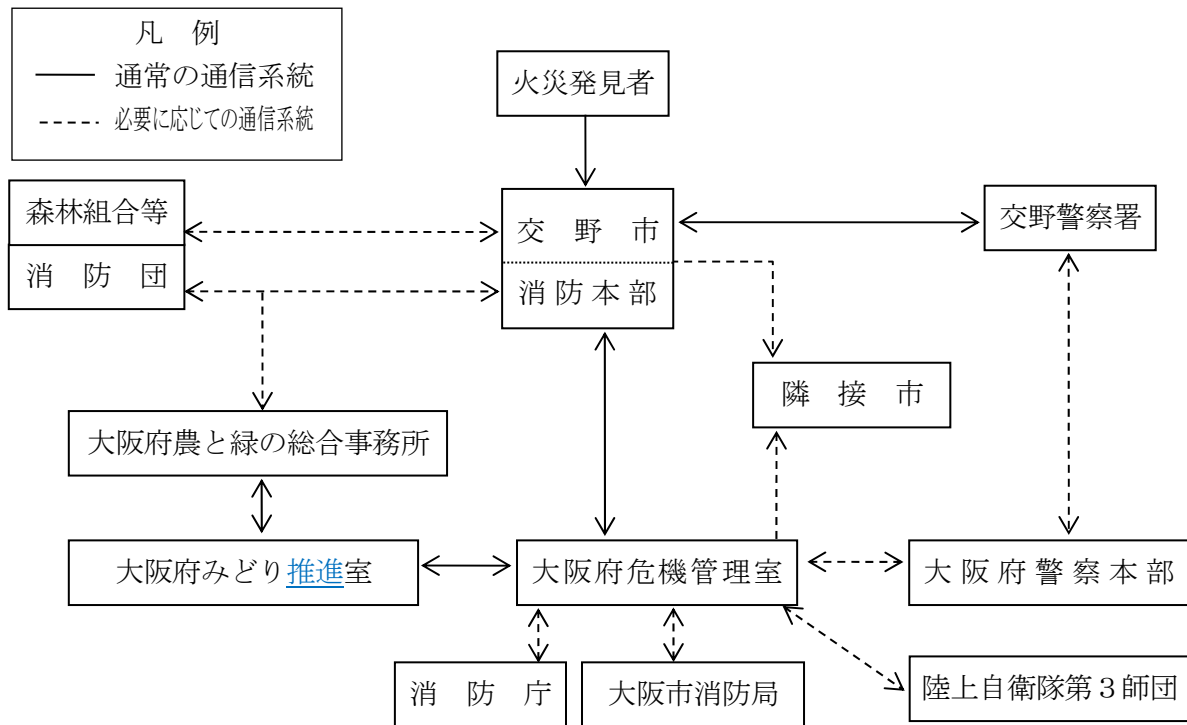 凡　例
通常の通信系統
必要に応じての通信系統
火災発見者
森林組合等
消　防　団
交　野　市
消防本部
交野警察署
隣　接　市
大阪府農と緑の総合事務所
大阪府みどり推進室
大阪府危機管理室
大阪府警察本部
消　防　庁
大阪市消防局
陸上自衛隊第３師団